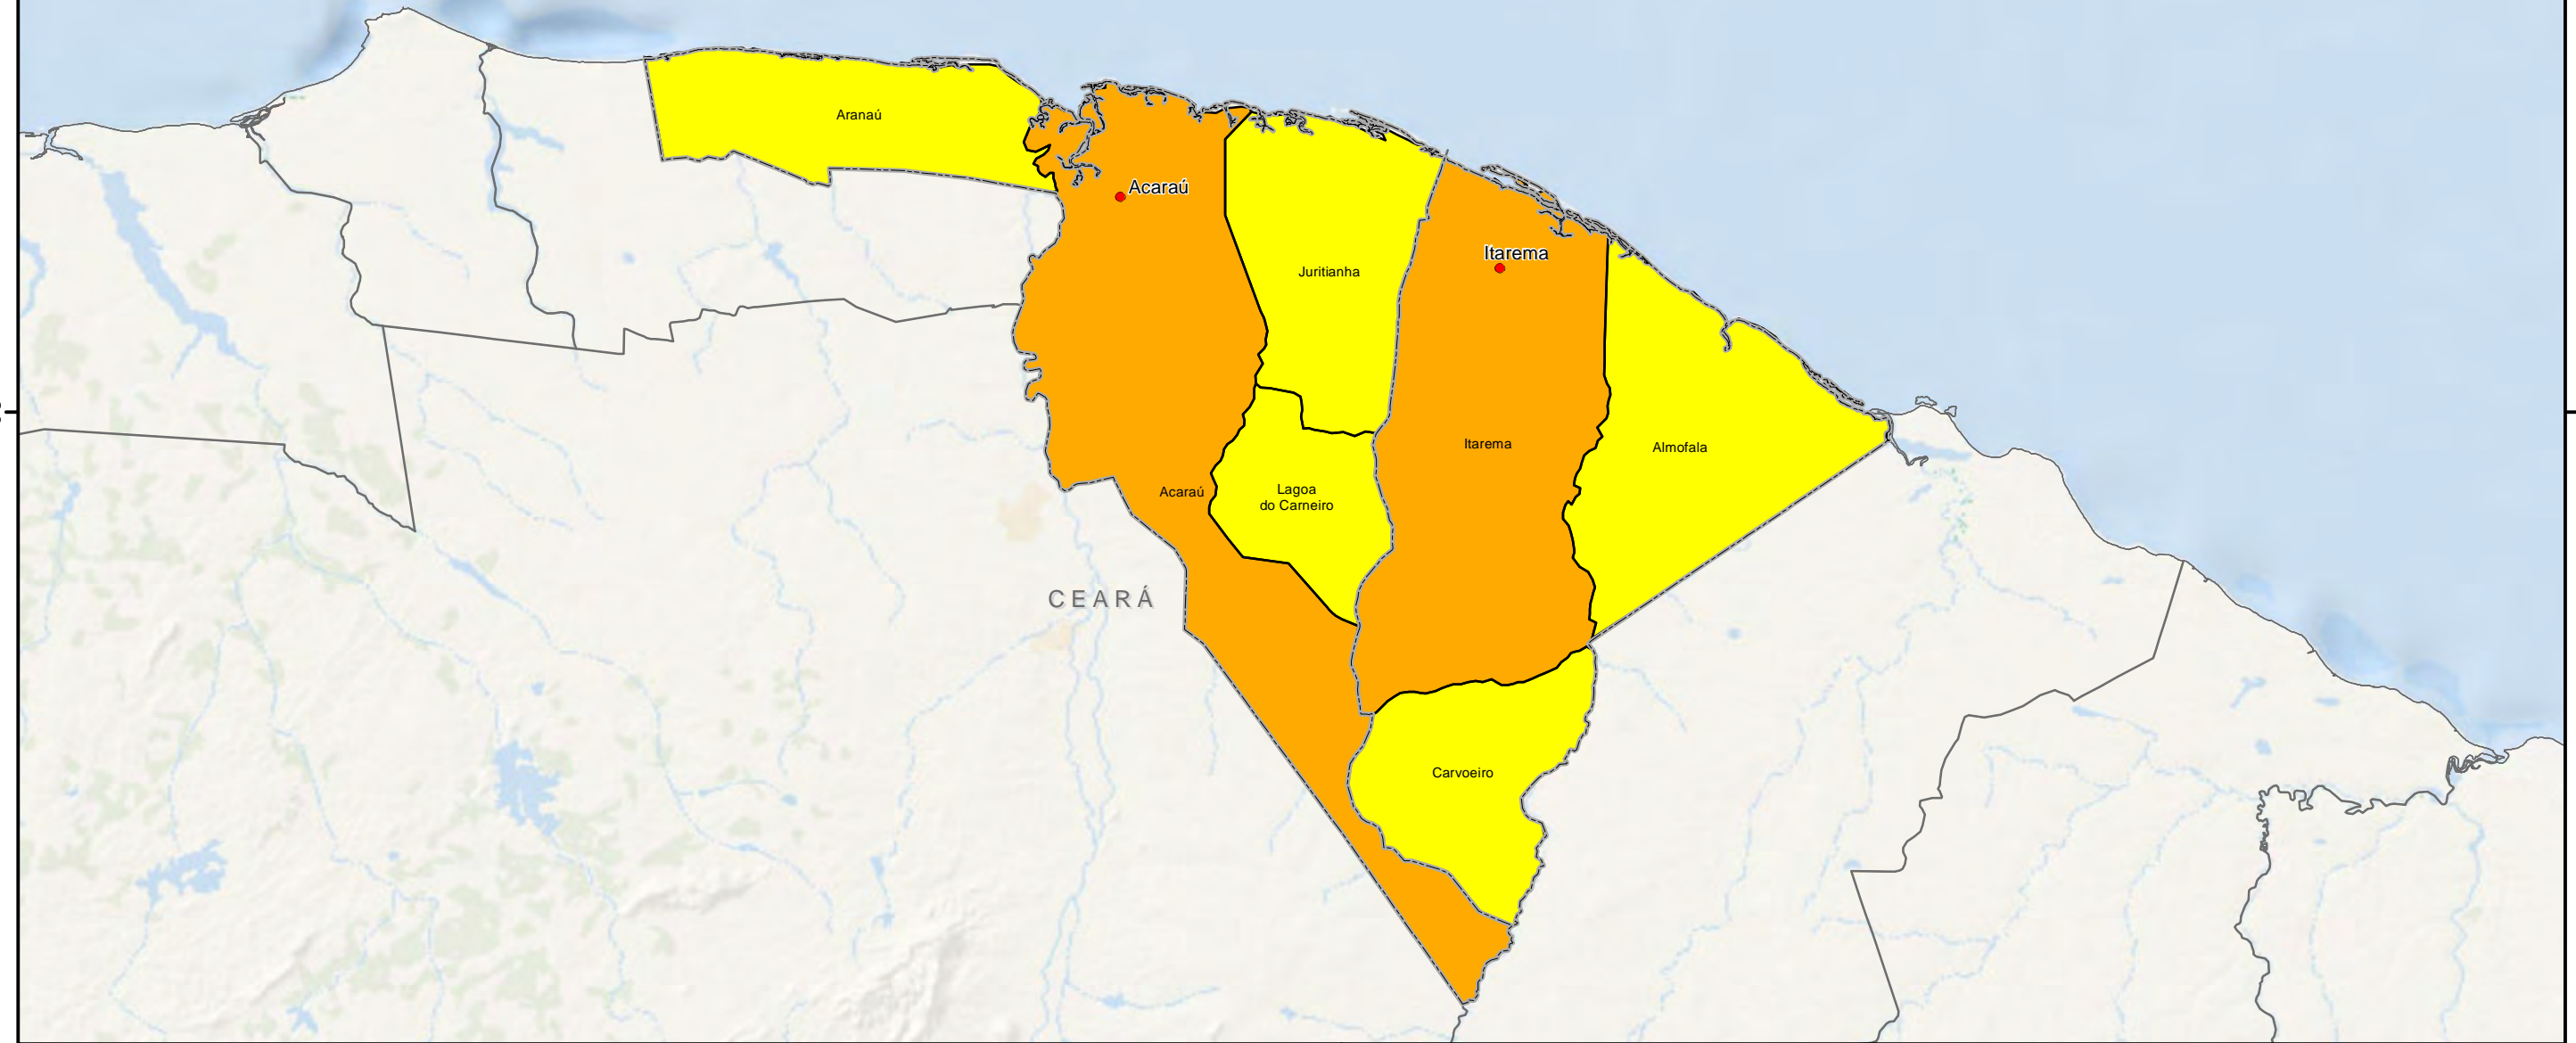 Aranaú
Acaraú
Itarema
Juritianha
Itarema
Almofala
Acaraú
Lagoa
do Carneiro
CEARÁ
Carvoeiro